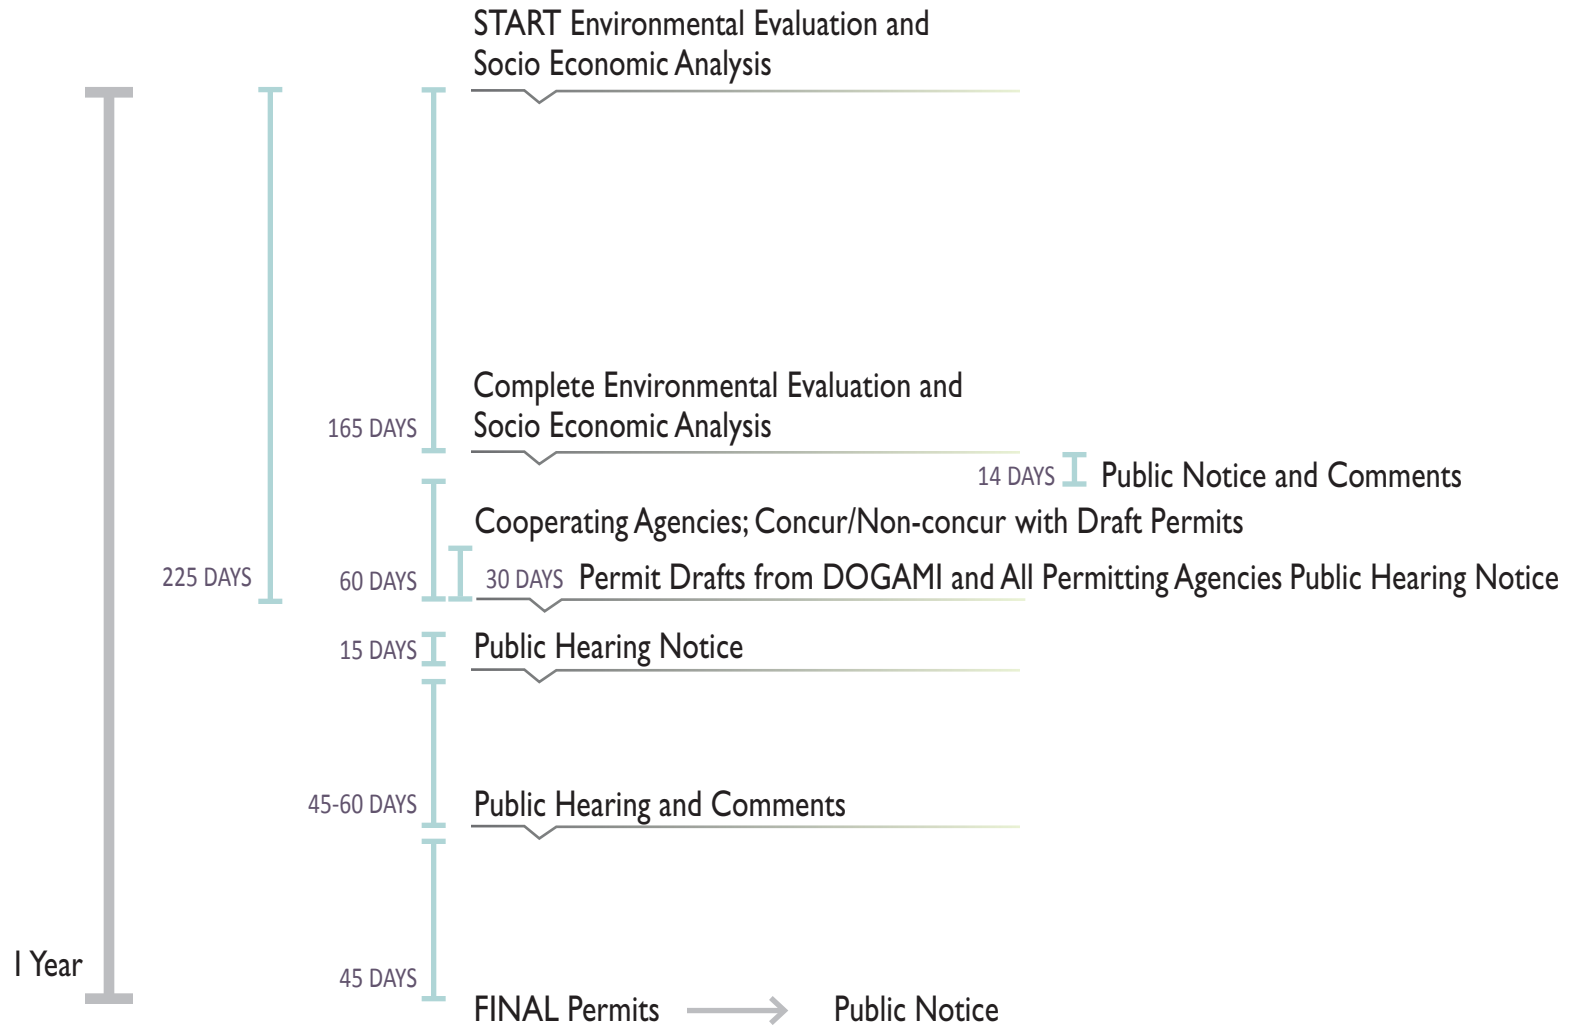 START Environmental Evaluation and
Socio Economic Analysis
Complete Environmental Evaluation and
165 DAYS Socio Economic Analysis
14 DAYS Public Notice and Comments
Cooperating Agencies; Concur/Non-concur with Draft Permits
225 DAYS 60 DAYS 30 DAYS Permit Drafts from DOGAMI and All Permitting Agencies Public Hearing Notice
15 DAYS Public Hearing Notice
45-60 DAYS Public Hearing and Comments
1 Year
45 DAYS
FINAL Permits Public Notice